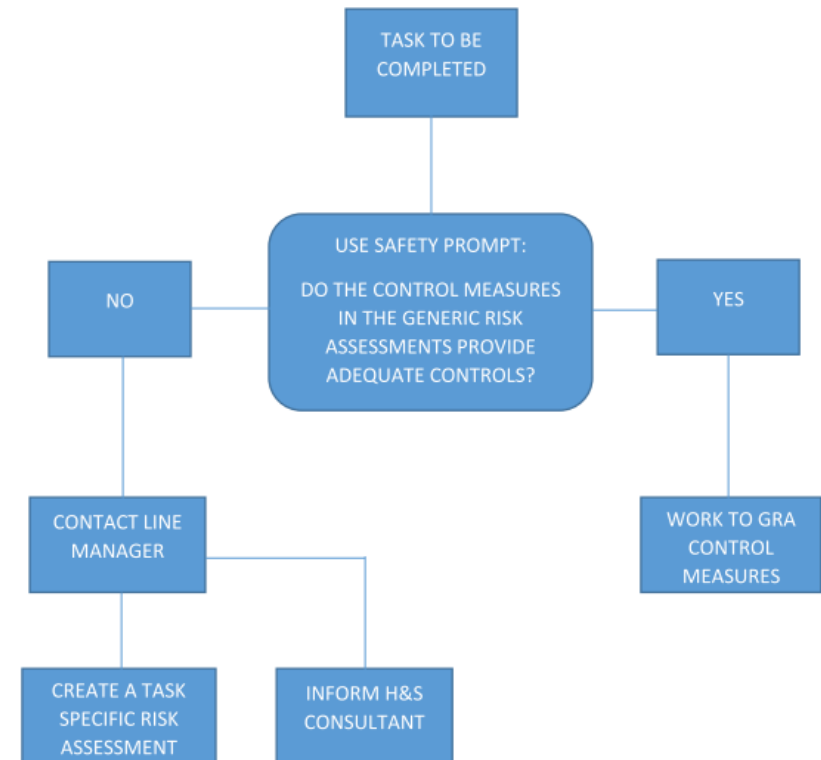 TASK TO BE
COMPLETED
USE SAFETY PROMPT:
DO THE CONTROL MEASURES
IN THE GENERIC RISK
ASSESSMENTS PROVIDE
ADEQUATE CONTROLS?
NO
YES
CONTACT LINE
MANAGER
WORK TO GRA
CONTROL
MEASURES
CREATE A TASK
SPECIFIC RISK
ASSESSMENT
INFORM H&S
CONSULTANT